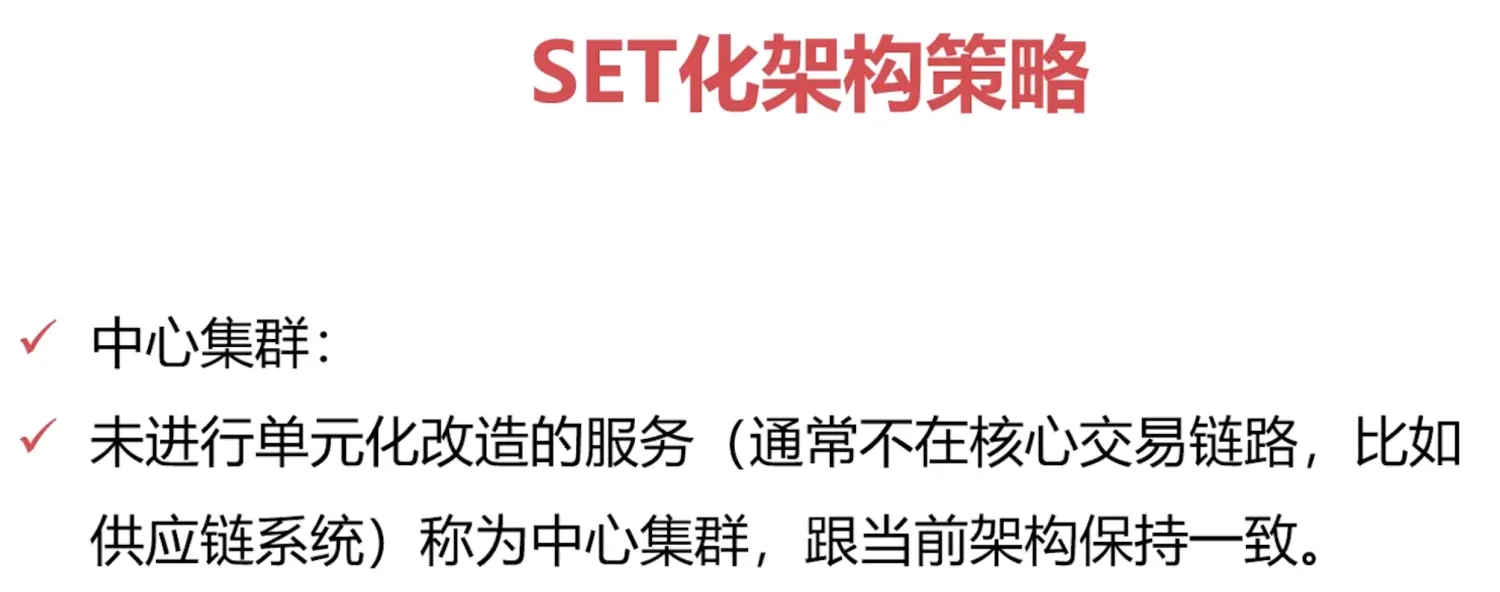 SET化架构策略
中心集群：
未进行单元化改造的服务（通常不在核心交易链路，比如
供应链系统）称为中心集群，跟当前架构保持一致。